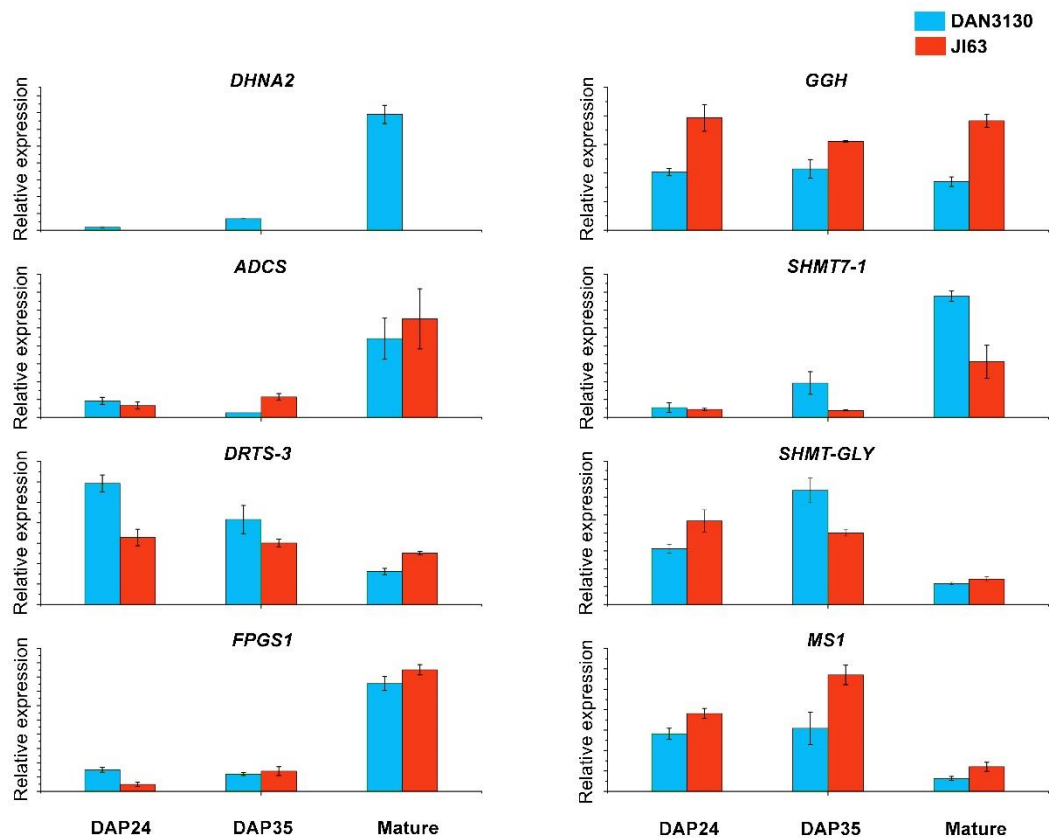 DAN3130
JI63
DHNA2
Relative expression
GGH
Relative expression
ADCS
Relative expression
SHMT7-1
Relative expression
DRTS-3
Relative expression
SHMT-GLY
Relative expression
FPGS1
Relative expression
MS1
Relative expression
DAP24 DAP35 Mature
DAP24 DAP35 Mature